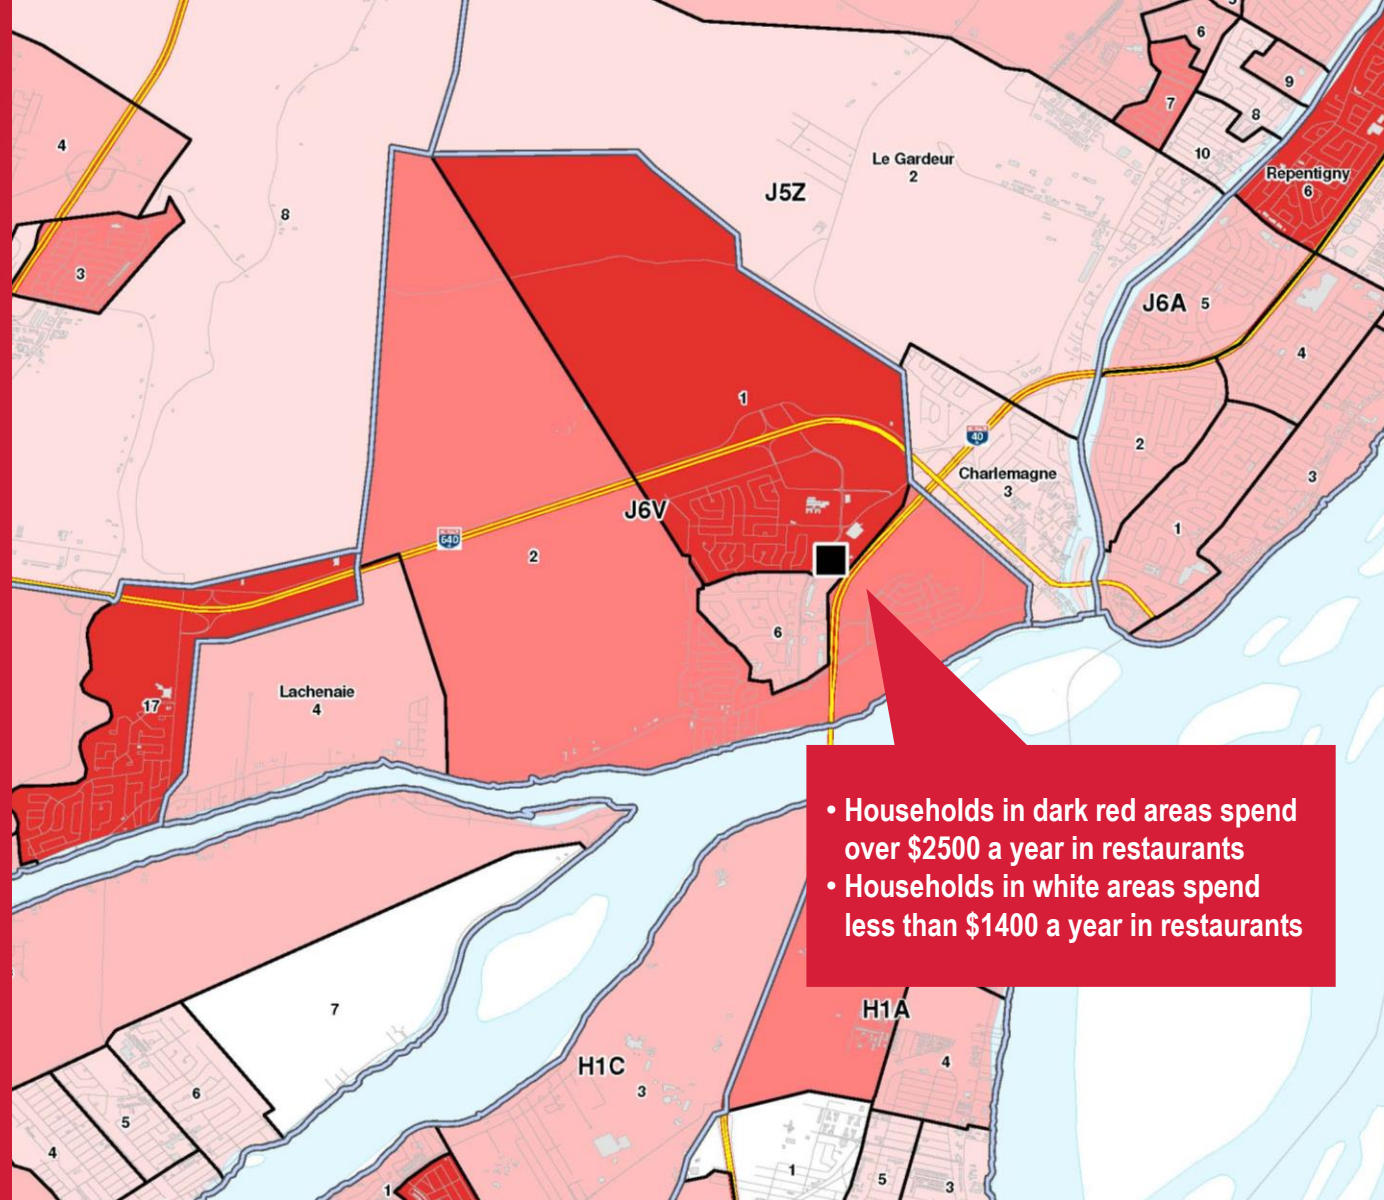 6
9
4
7
8
10
Le Gardeur
2
Repentigny
6
J5Z
8
3
J6A
5
4
1
40
2
Charlemagne
3
3
J6V
640
2
1
6
Lachenaie
4
17
• Households in dark red areas spend
over $2500 a year in restaurants
• Households in white areas spend
less than $1400 a year in restaurants
7
H1A
H1C
4
3
6
5
4
1
5
3
1